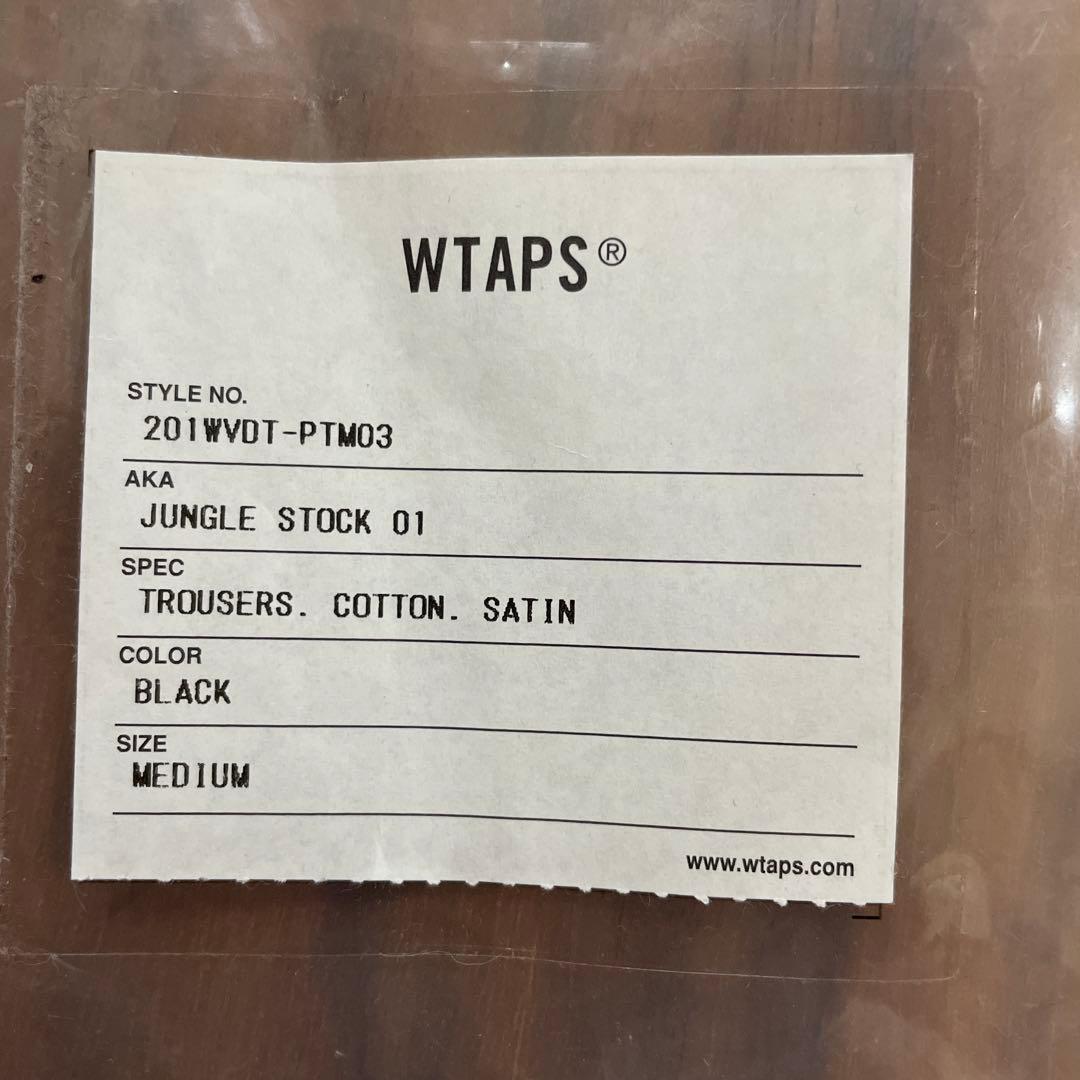 WTAPS®
STYLE NO.
201WVDT-PTM03
AKA
JUNGLE STOCK 01
SPEC
TROUSERS. COTTON. SATIN
COLOR
BLACK
SIZE
MEDIUM
www.wtaps.com